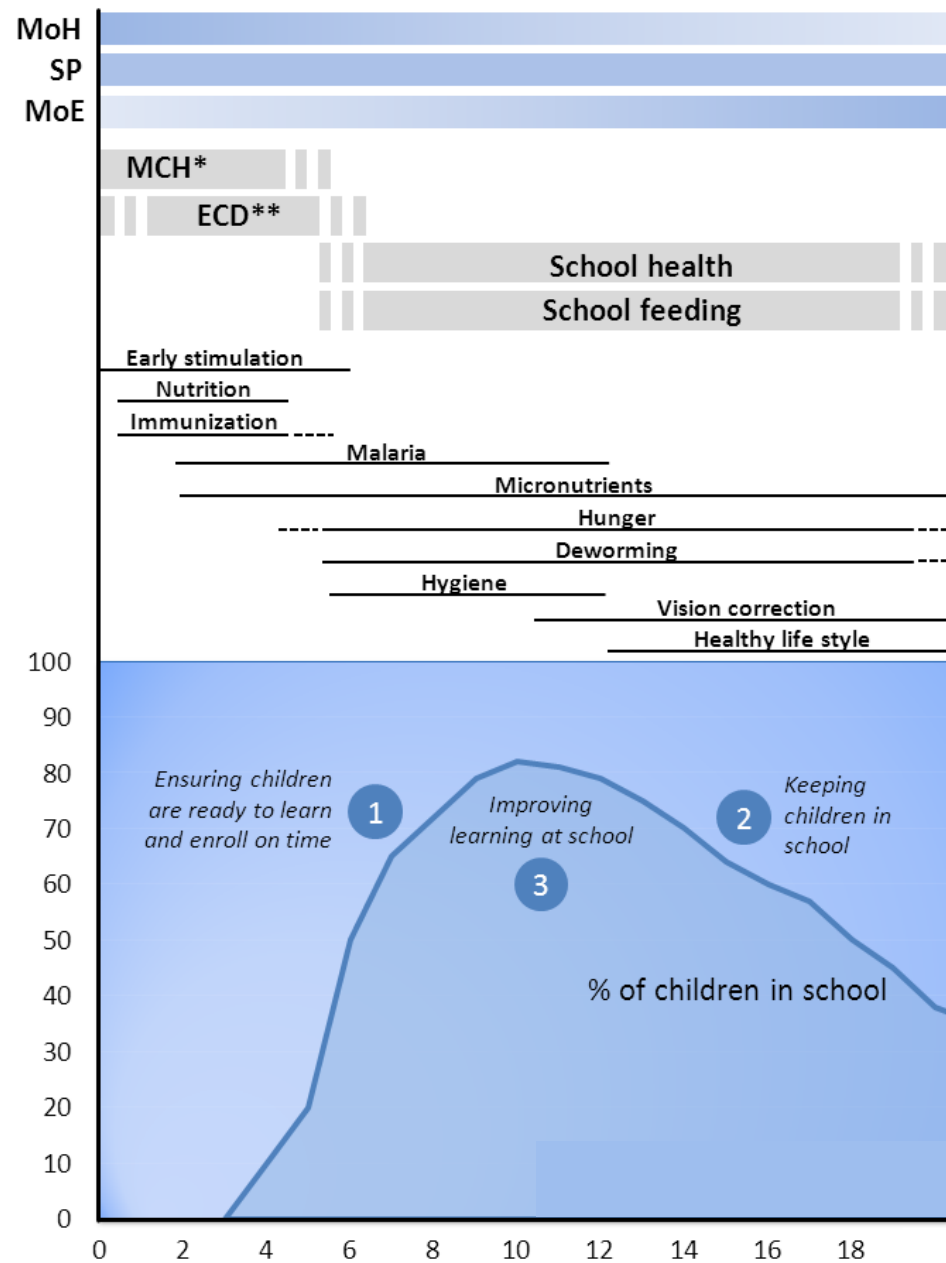 MoH
SP
MoE
MCH*
ECD**
School health
School feeding
Early stimulation
Nutrition
Immunization
Malaria
Micronutrients
Hunger
Deworming
Hygiene
Vision correction
Healthy life style
100
90
80
70
60
50
40
30
20
10
0
Ensuring children
are ready to learn
and enroll on time
1
Improving
learning at school
3
2
Keeping
children in
school
% of children in school
0 2 4 6 8 10 12 14 16 18